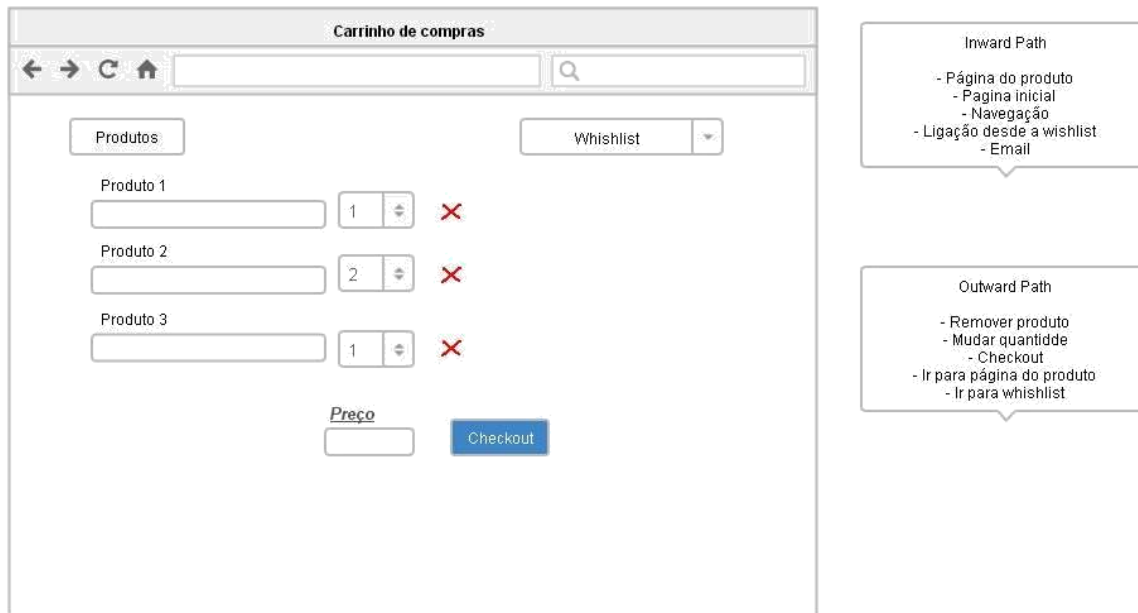 Carrinho de compras
Produtos
Whishlist
Produto 1
1
Produto 2
2
Produto 3
1
Preço
Checkout
Inward Path
- Página do produto
- Pagina inicial
- Navegação
- Ligação desde a wishlist
- Email
Outward Path
- Remover produto
- Mudar quantidde
- Checkout
- Ir para página do produto
- Ir para whishlist